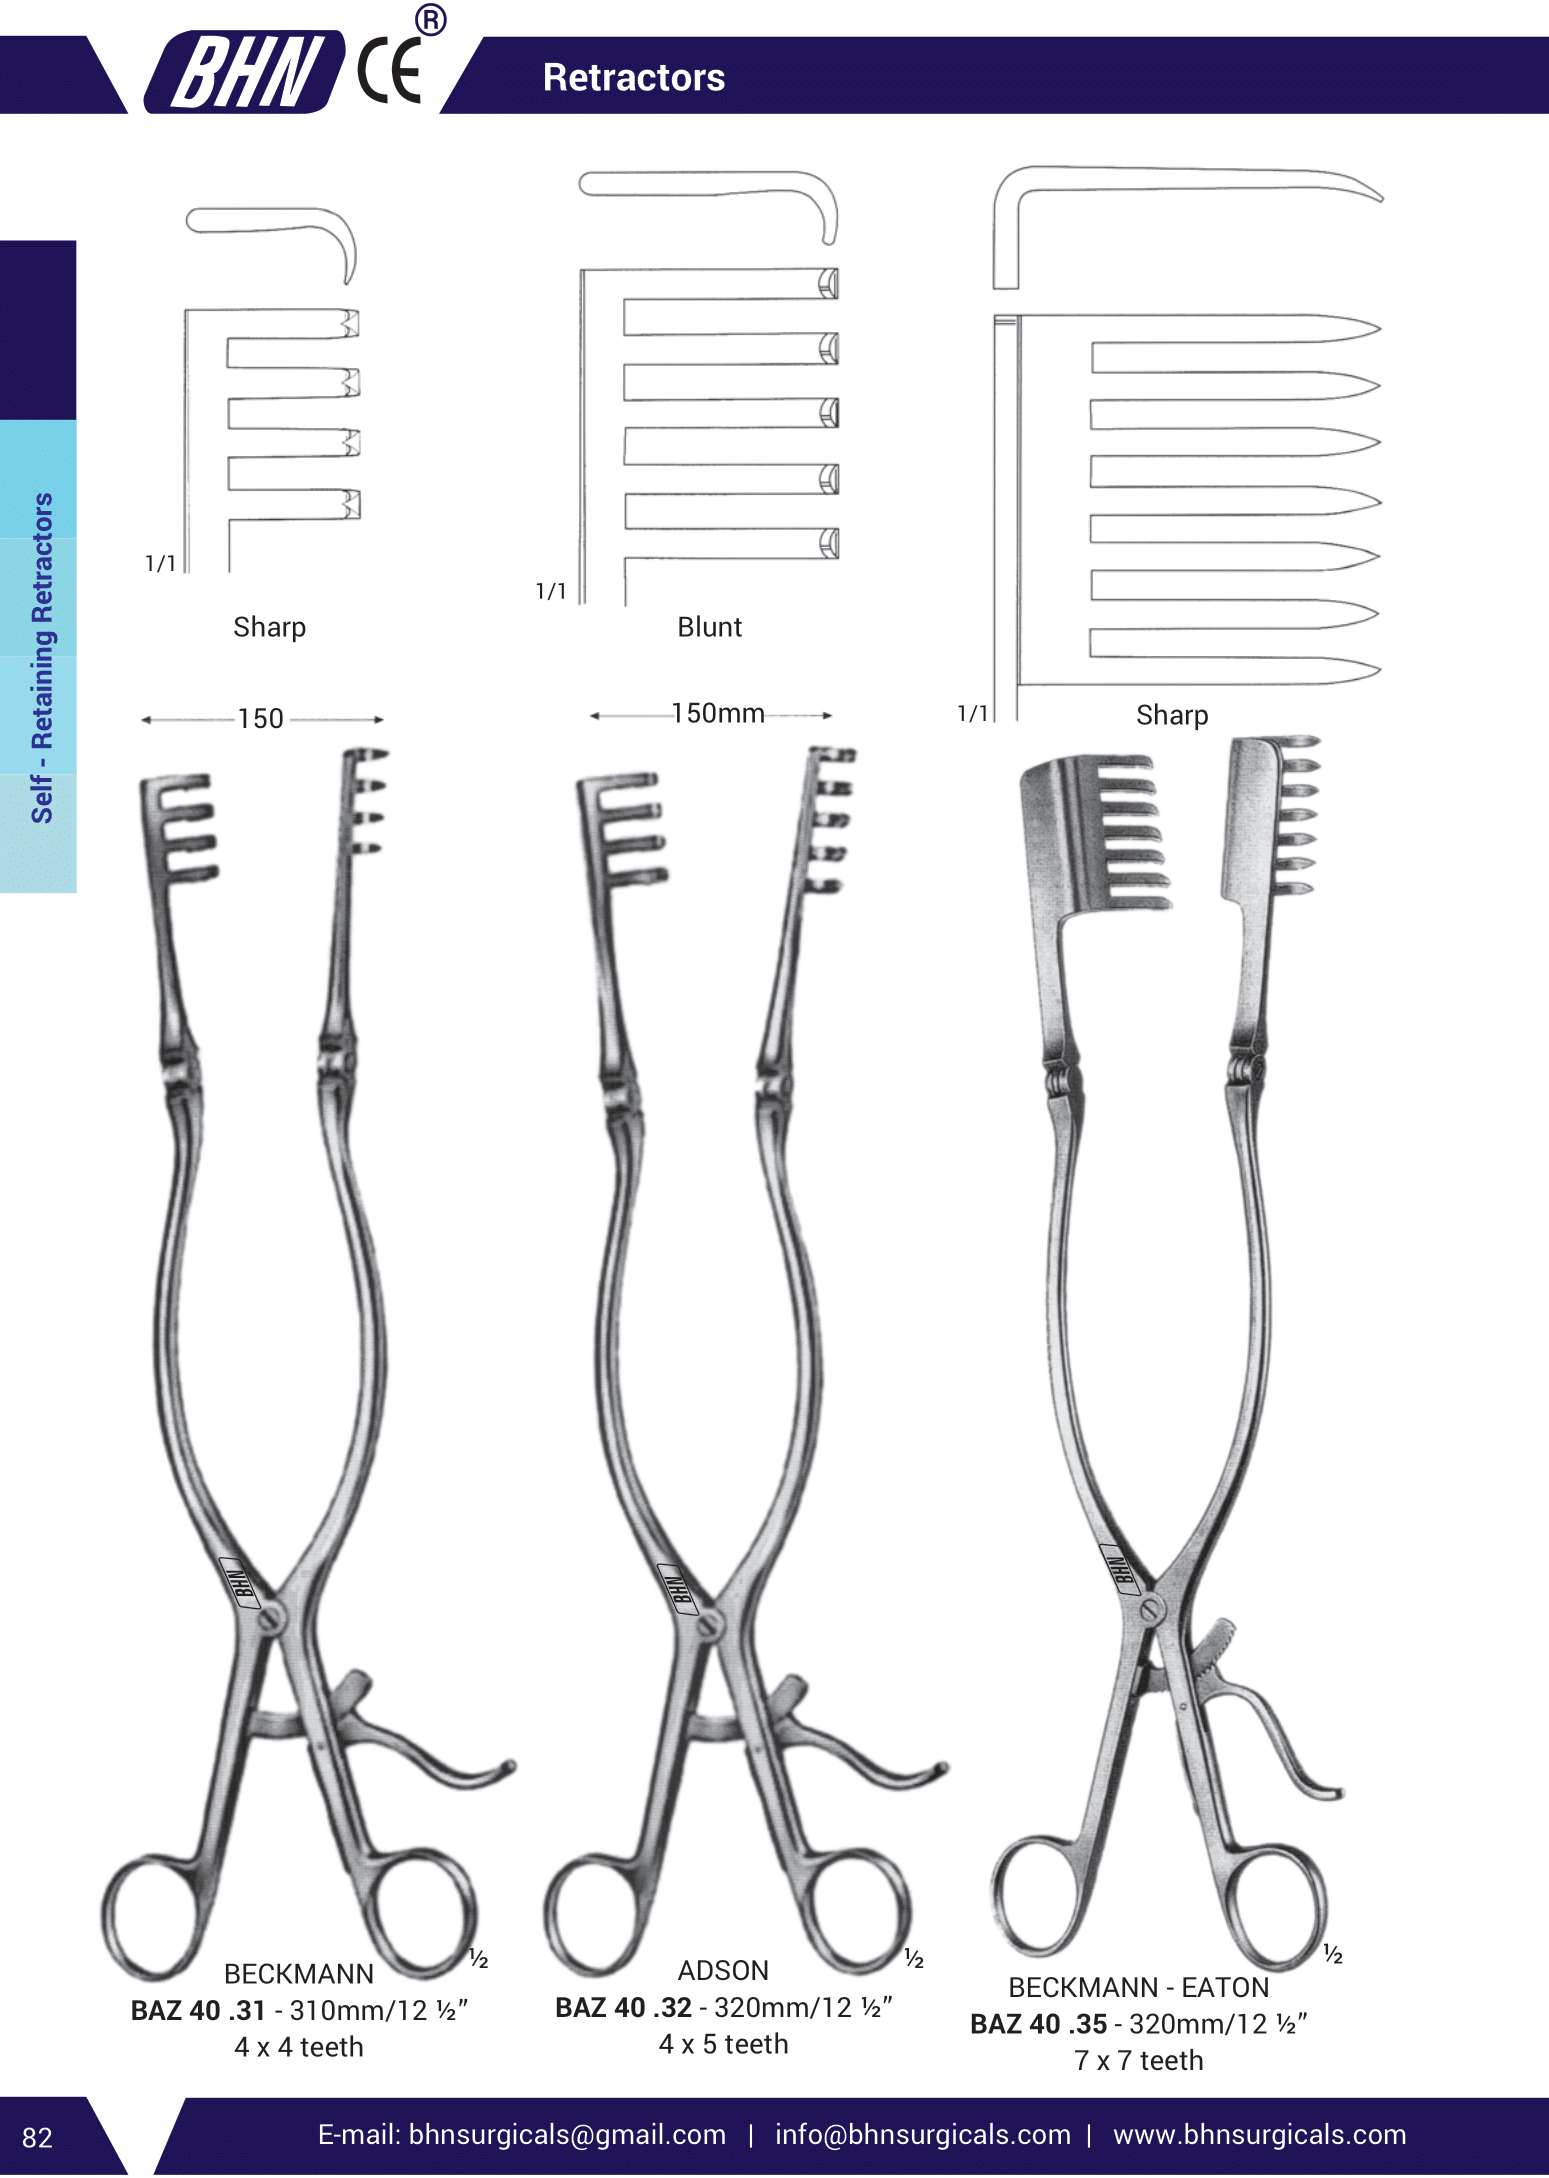 BHN CE ®
Retractors
Self - Retaining Retractors
1/1
Sharp
1/1
Blunt
1/1
Sharp
150
150mm
BHN
BHN
BHN
½
BECKMANN
BAZ 40 .31 - 310mm/12 ½”
4 x 4 teeth
½
ADSON
BAZ 40 .32 - 320mm/12 ½”
4 x 5 teeth
½
BECKMANN - EATON
BAZ 40 .35 - 320mm/12 ½”
7 x 7 teeth
82
E-mail: bhnsurgicals@gmail.com | info@bhnsurgicals.com | www.bhnsurgicals.com